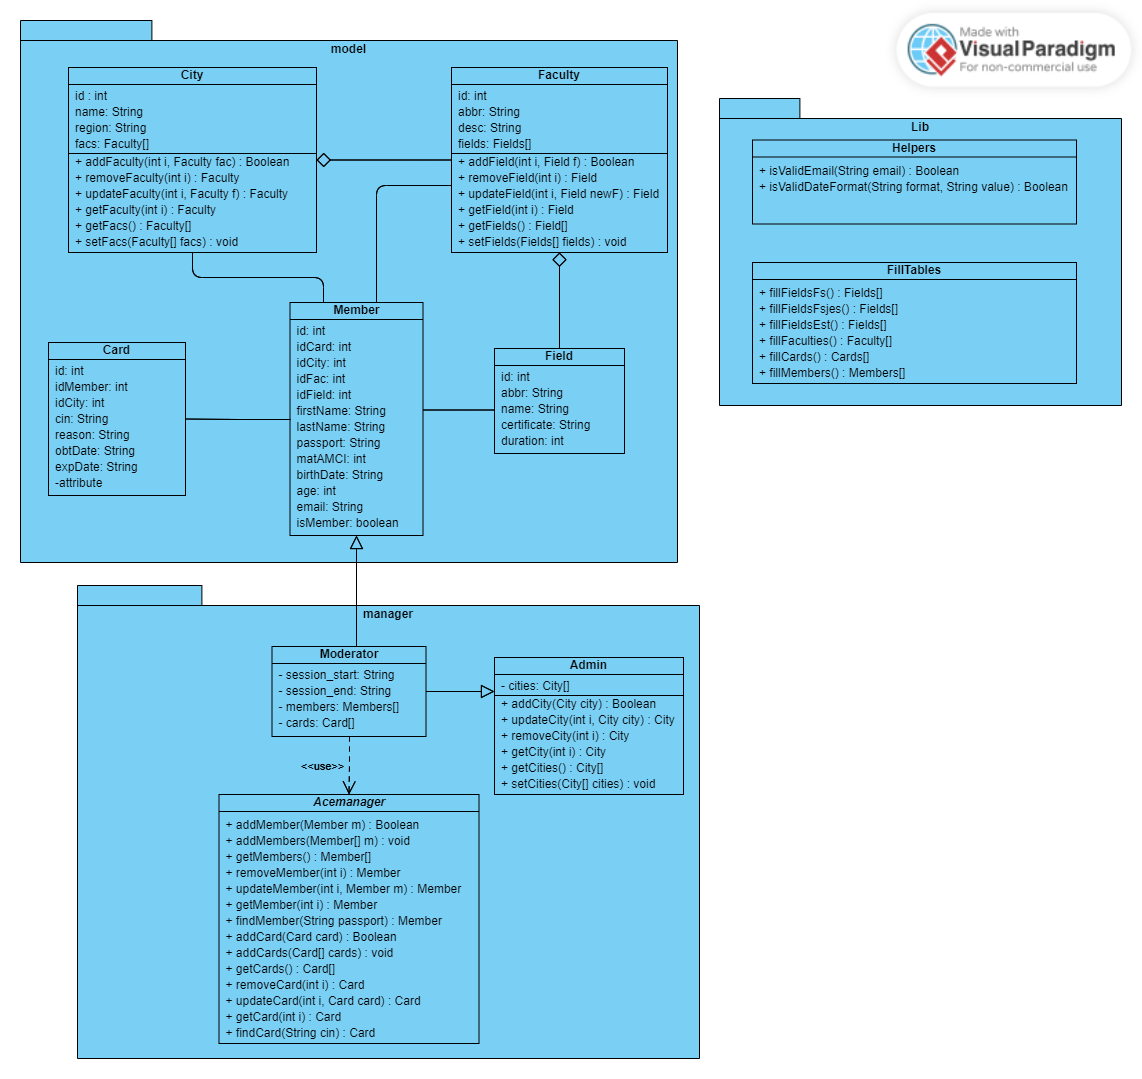 Made with
Visual Paradigm
For non-commercial use
model
City
id : int
name: String
region: String
facs: Faculty[]
+ addFaculty(int i, Faculty fac) : Boolean
+ removeFaculty(int i) : Faculty
+ updateFaculty(int i, Faculty f) : Faculty
+ getFaculty(int i) : Faculty
+ getFacs() : Faculty[]
+ setFacs(Faculty[] facs) : void
Faculty
id: int
abbr: String
desc: String
fields: Fields[]
+ addField(int i, Field f) : Boolean
+ removeField(int i) : Field
+ updateField(int i, Field newF) : Field
+ getField(int i) : Field
+ getFields() : Field[]
+ setFields(Fields[] fields) : void
Member
id: int
idCard: int
idCity: int
idFac: int
idField: int
firstName: String
lastName: String
passport: String
matAMCI: int
birthDate: String
age: int
email: String
isMember: boolean
Card
id: int
idMember: int
idCity: int
cin: String
reason: String
obtDate: String
expDate: String
-attribute
Field
id: int
abbr: String
name: String
certificate: String
duration: int
Lib
Helpers
+ isValidEmail(String email) : Boolean
+ isValidDateFormat(String format, String value) : Boolean
FillTables
+ fillFieldsFs() : Fields[]
+ fillFieldsFsjes() : Fields[]
+ fillFieldsEst() : Fields[]
+ fillFaculties() : Faculty[]
+ fillCards() : Cards[]
+ fillMembers() : Members[]
manager
Moderator
- session_start: String
- session_end: String
- members: Members[]
- cards: Card[]
Admin
- cities: City[]
+ addCity(City city) : Boolean
+ updateCity(int i, City city) : City
+ removeCity(int i) : City
+ getCity(int i) : City
+ getCities() : City[]
+ setCities(City[] cities) : void
<<use>>
Acemanager
+ addMember(Member m) : Boolean
+ addMembers(Member[] m) : void
+ getMembers() : Member[]
+ removeMember(int i) : Member
+ updateMember(int i, Member m) : Member
+ getMember(int i) : Member
+ findMember(String passport) : Member
+ addCard(Card card) : Boolean
+ addCards(Card[] cards) : void
+ getCards() : Card[]
+ removeCard(int i) : Card
+ updateCard(int i, Card card) : Card
+ getCard(int i) : Card
+ findCard(String cin) : Card